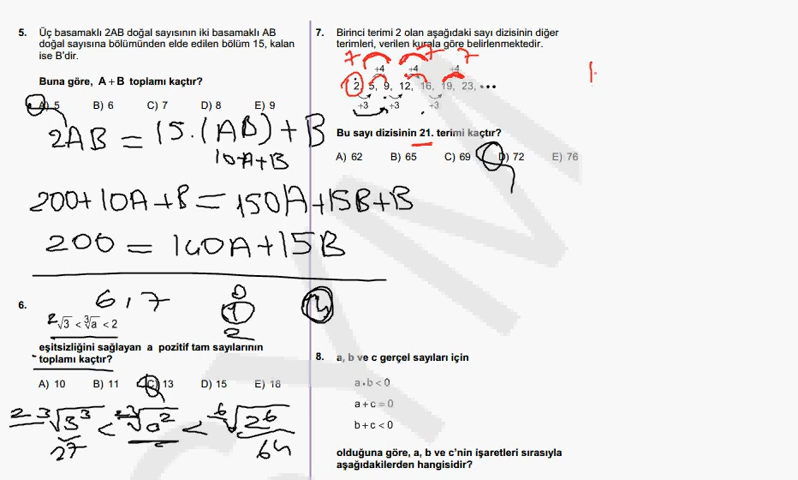 5. Üç basamaklı 2AB doğal sayısının iki basamaklı AB
doğal sayısına bölümünden elde edilen bölüm 15, kalan
ise B'dir.
Buna göre, A+B toplamı kaçtır?
A) 5 B) 6 C) 7 D) 8 E) 9
2AB = 15.(AB)+B
10A+B
200+10A+B=150A+15B+B
200 = 140A+15B
6. 6,7
2√3 < 3√a < 2
eşitsizliğini sağlayan a pozitif tam sayılarının
toplamı kaçtır?
A) 10 B) 11 C) 13 D) 15 E) 18
27
64
7. Birinci terimi 2 olan aşağıdaki sayı dizisinin diğer
terimleri, verilen kurala göre belirlenmektedir.
7 7 7
+4 +4 +4
2, 5, 9, 12, 16, 19, 23, •••
+3 +3 +3
Bu sayı dizisinin 21. terimi kaçtır?
A) 62 B) 65 C) 69 D) 72 E) 76
8. a, b ve c gerçel sayıları için
a•b < 0
a + c = 0
b + c < 0
olduğuna göre, a, b ve c'nin işaretleri sırasıyla
aşağıdakilerden hangisidir?